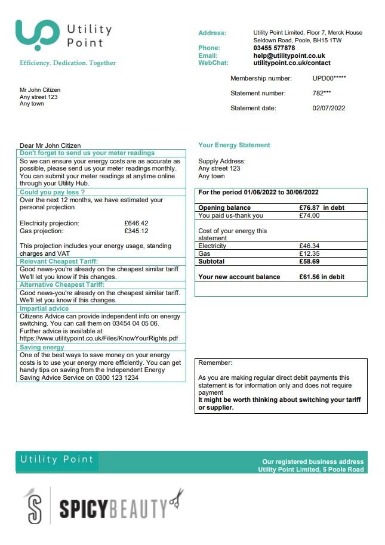 Utility
Point
Efficiency. Dedication. Together
Address: Utility Point Limited, Floor 7, Merck House
Seldown Road, Poole, BH15 1TW
Phone: 03455 577878
Email: help@utilitypoint.co.uk
WebChat: utilitypoint.co.uk/contact
Membership number: UPD00*****
Statement number: 782***
Statement date: 02/07/2022
Mr John Citizen
Any street 123
Any town
Dear Mr John Citizen
Don't forget to send us your meter readings
So we can ensure your energy costs are as accurate as
possible, please send us your meter readings monthly.
You can submit your meter readings at anytime online
through your Utility Hub.
Could you pay less ?
Over the next 12 months, we have estimated your
personal projection
Electricity projection: £646.42
Gas projection: £345.12
This projection includes your energy usage, standing
charges and VAT
Relevant Cheapest Tariff:
Good news-you're already on the cheapest similar tariff
We'll let you know if this changes.
Alternative Cheapest Tariff:
Good news-you're already on the cheapest similar tariff
We'll let you know if this changes.
Impartial advice
Citizens Advice can provide independent info on energy
switching. You can call them on 03454 04 05 06.
Further advice is available at
https://www.utilitypoint.co.uk/Files/KnowYourRights.pdf
Saving energy
One of the best ways to save money on your energy
costs is to use your energy more efficiently. You can get
handy tips on saving from the Independent Energy
Saving Advice Service on 0300 123 1234
Your Energy Statement
Supply Address:
Any Street 123
Any town
For the period 01/06/2022 to 30/06/2022
Opening balance £76.87 in debit
You paid us-thank you £74.00
Cost of your energy this
statement
Electricity £46.34
Gas £12.35
Subtotal £58.69
Your new account balance £61.56 in debit
Remember:
As you are making regular direct debit payments this
statement is for information only and does not require
payment
It might be worth thinking about switching your tariff
or supplier.
Utility Point
Our registered business address
Utility Point Limited, 5 Poole Road
S
SPICYBEAUTY